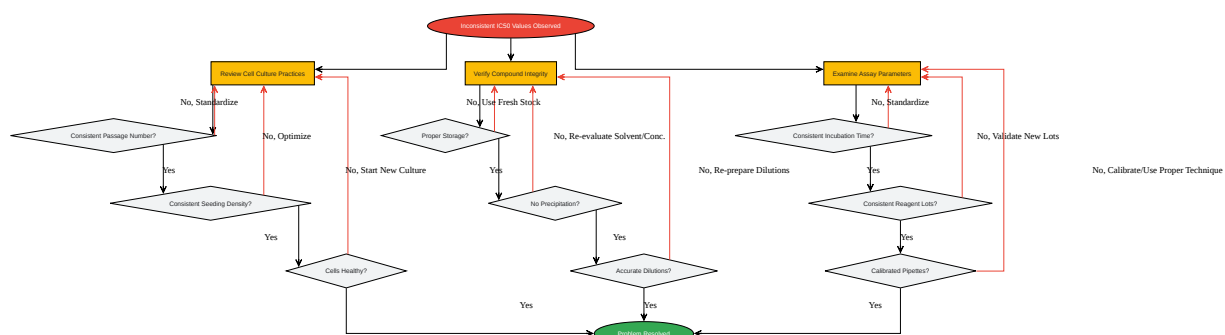 Inconsistent IC50 Values Observed
Review Cell Culture Practices
Verify Compound Integrity
Examine Assay Parameters
No, Standardize
No, Use Fresh Stock
No, Standardize
Consistent Passage Number?
No, Optimize
Proper Storage?
No, Re-evaluate Solvent/Conc.
Consistent Incubation Time?
No, Validate New Lots
Yes
No, Start New Culture
Yes
No, Re-prepare Dilutions
Yes
No, Calibrate/Use Proper Technique
Consistent Seeding Density?
No Precipitation?
Consistent Reagent Lots?
Yes
Yes
Yes
Cells Healthy?
Accurate Dilutions?
Calibrated Pipettes?
Yes
Yes
Yes
Problem Resolved